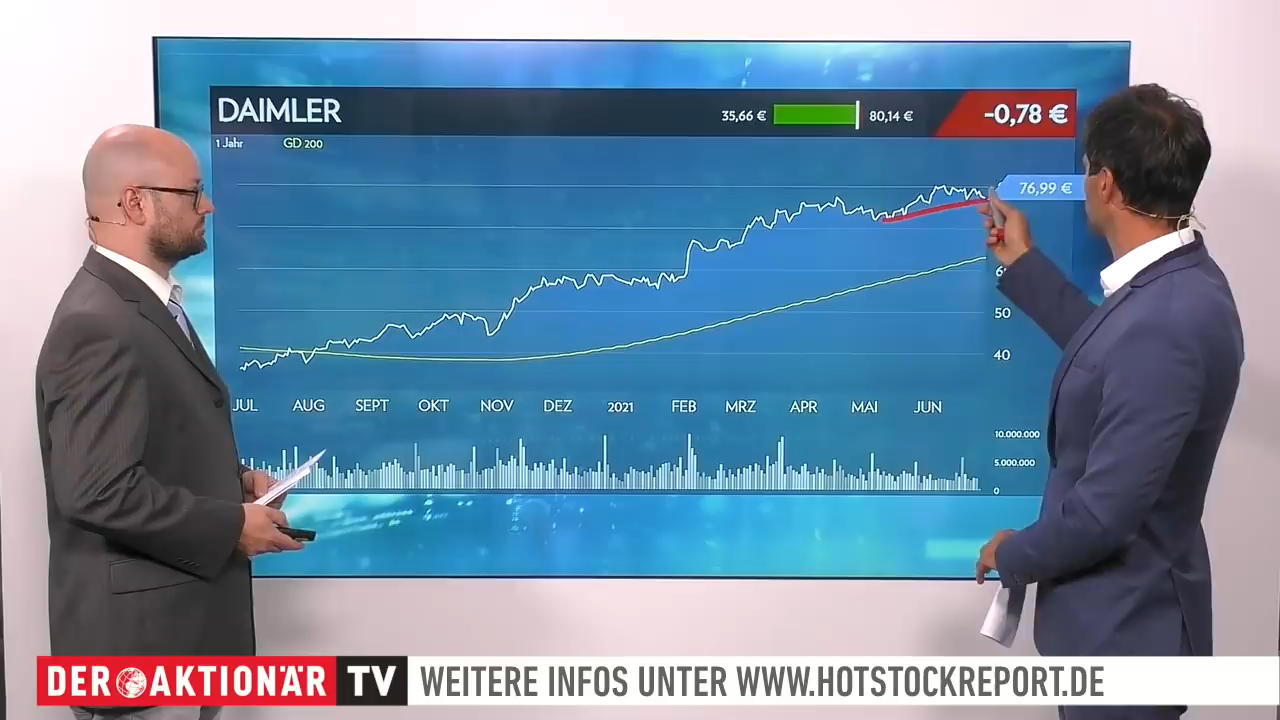 DAIMLER
35,66 € 80,14 € -0,78 €
1 Jahr GD 200
76,99 €
50
40
JUL AUG SEPT OKT NOV DEZ 2021 FEB MRZ APR MAI JUN
10.000.000
5.000.000
0
DER AKTIONÄR TV WEITERE INFOS UNTER WWW.HOTSTOCKREPORT.DE